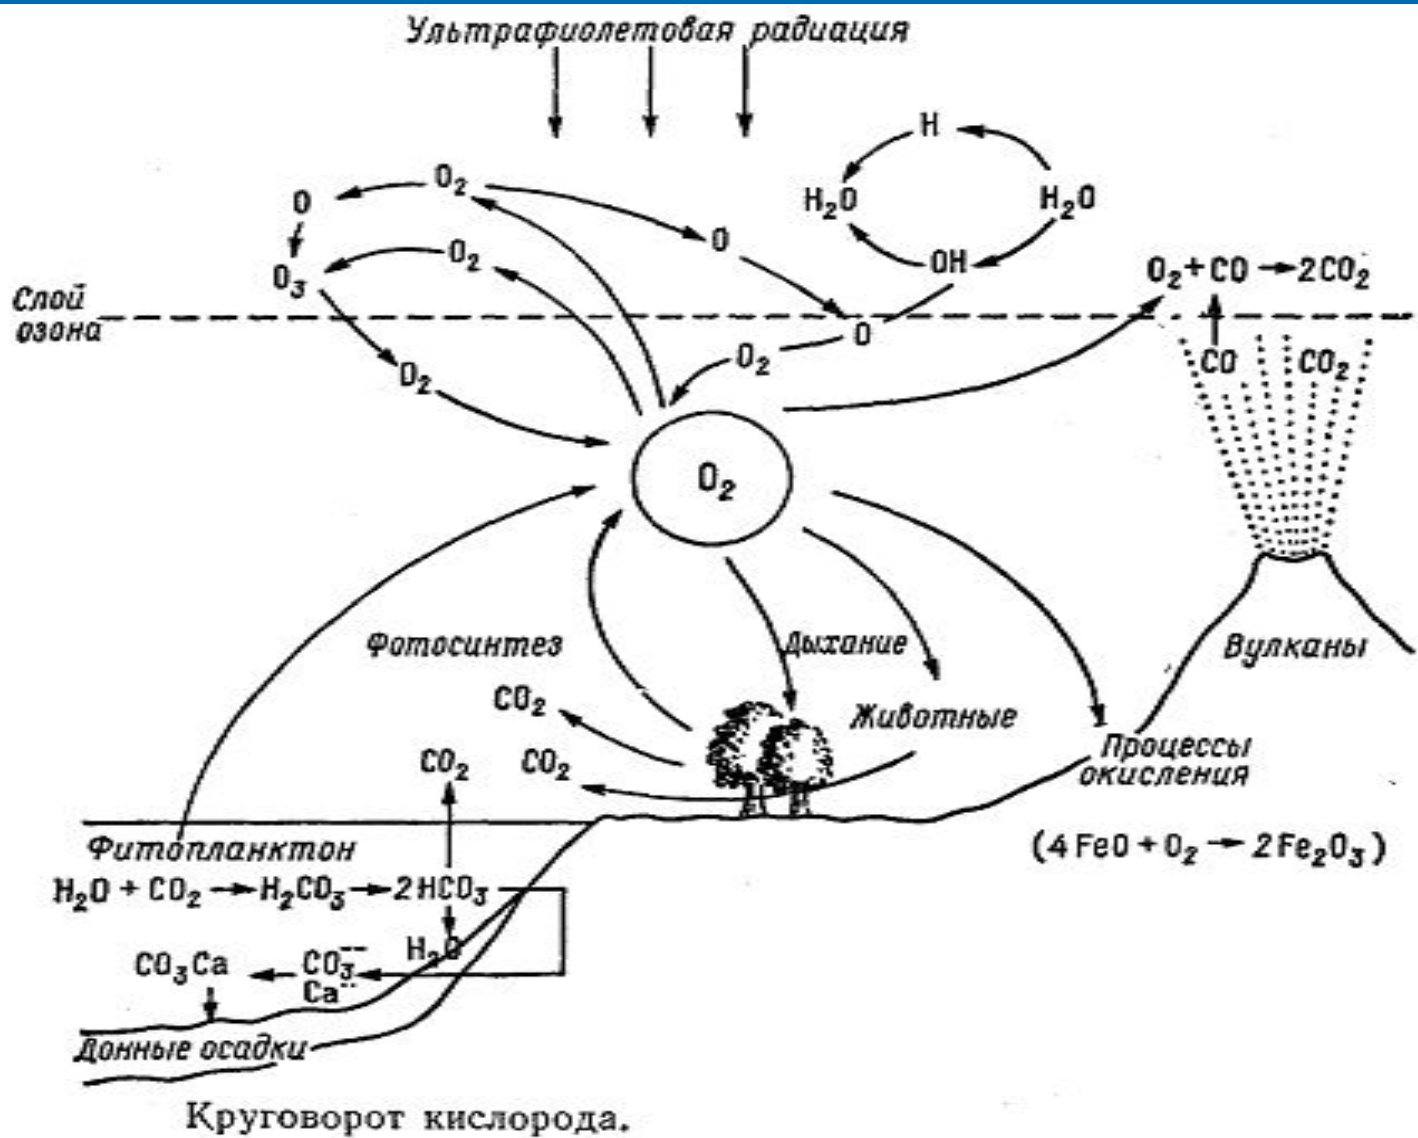 Ультрафиолетовая радиация
H
O₂
H₂O
H₂O
O
O
O₂
OH
O₃
O₂+CO→2CO₂
Слой
озона
O
O₂
CO
CO₂
O₂
O₂
Фотосинтез
Дыхание
Вулканы
CO₂
Животные
Процессы
окисления
CO₂
CO₂
Фитопланктон
(4FeO+O₂→2Fe₂O₃)
H₂O+CO₂→H₂CO₃→2HCO₃
H₂O
CO₃Ca←CO₃⁻⁻
Ca··
Донные осадки
Круговорот кислорода.